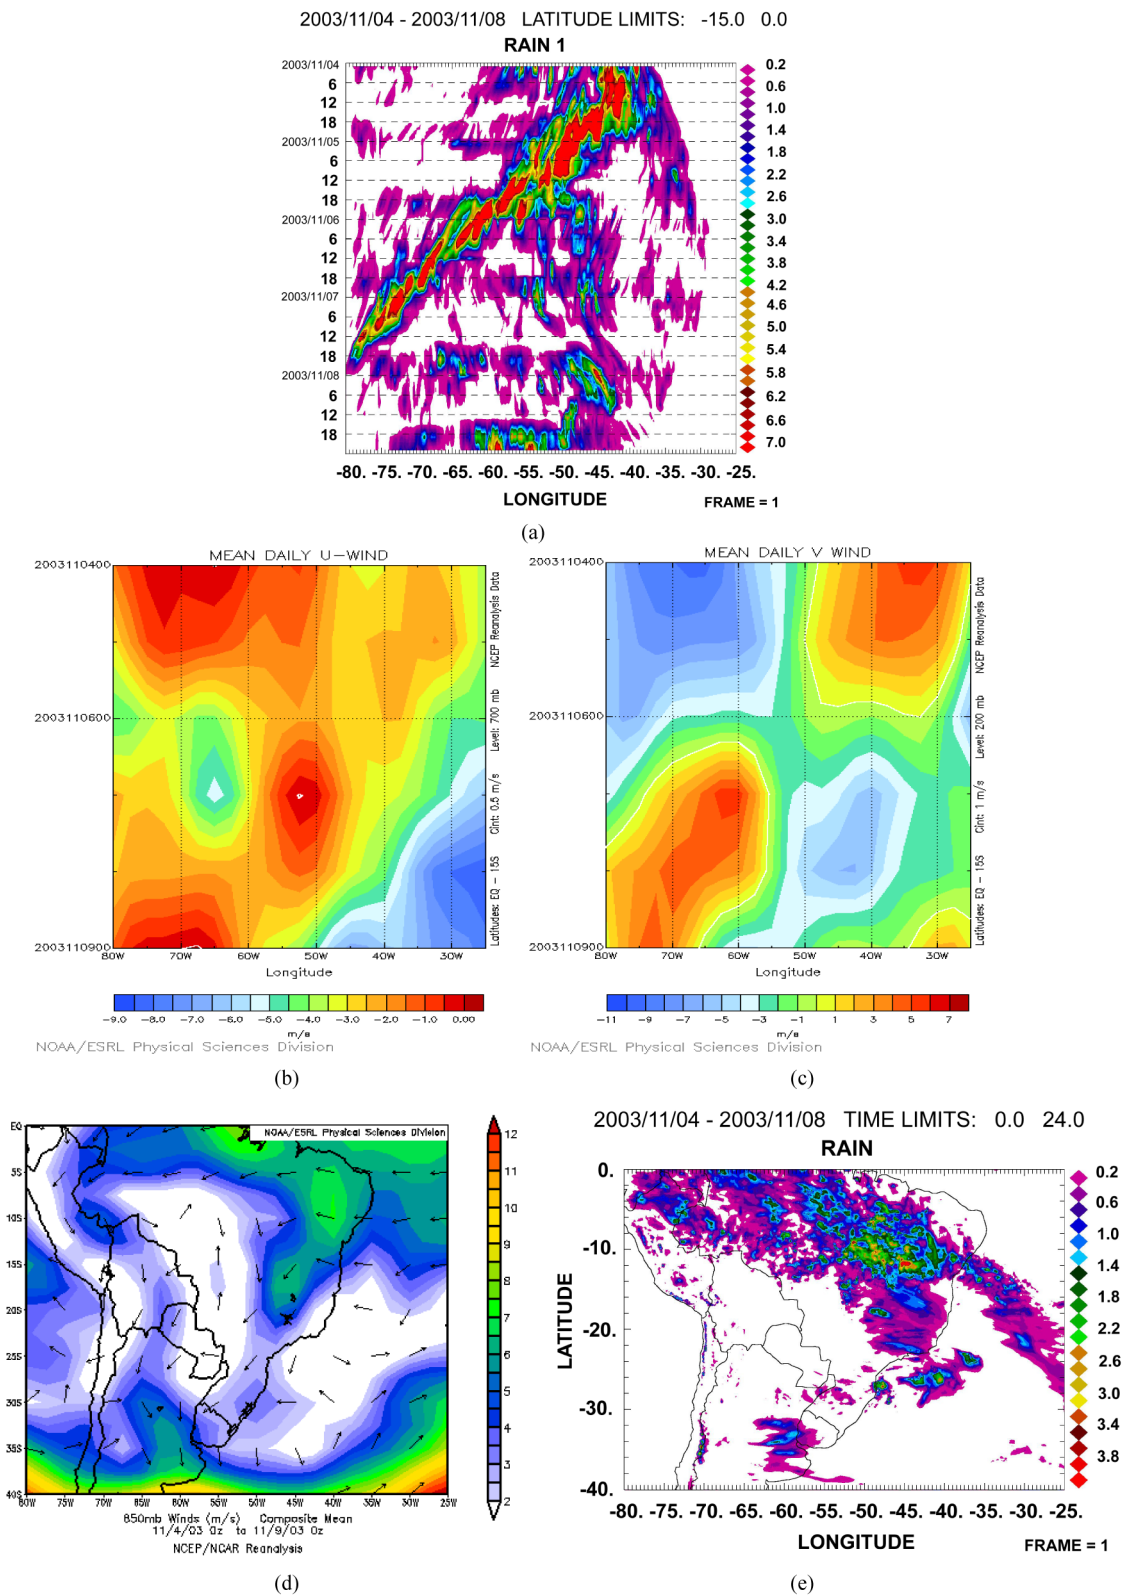 2003/11/04 - 2003/11/08 LATITUDE LIMITS: -15.0 0.0
RAIN 1
2003/11/04
6
12
18
2003/11/05
6
12
18
2003/11/06
6
12
18
2003/11/07
6
12
18
2003/11/08
6
12
18
0.2
0.6
1.0
1.4
1.8
2.2
2.6
3.0
3.4
3.8
4.2
4.6
5.0
5.4
5.8
6.2
6.6
7.0
-80. -75. -70. -65. -60. -55. -50. -45. -40. -35. -30. -25.
LONGITUDE
FRAME = 1
(a)
MEAN DAILY U-WIND
2003110400
2003110600
2003110900
80W 70W 60W 50W 40W 30W
Longitude
Latitudes: EQ - 15S Cint: 0.5 m/s Level: 700 mb NCEP Reanalysis Data
-9.0 -8.0 -6.0 -5.0 -4.0 -3.0 -2.0 -1.0 0.00
m/s
NOAA/ESRL Physical Sciences Division
(b)
MEAN DAILY V WIND
2003110400
2003110600
2003110900
80W 70W 60W 50W 40W 30W
Longitude
Latitudes: EQ - 15S Cint: 1 m/s Level: 200 mb NCEP Reanalysis Data
-11 -9 -7 -5 -3 -1 1 3 5 7
m/s
NOAA/ESRL Physical Sciences Division
(c)
NOAA/ESRL Physical Sciences Division
EQ
5S
10S
15S
20S
25S
30S
35S
40S
80W 75W 70W 65W 60W 55W 50W 45W 40W 35W 30W 25W
12
11
10
9
8
7
6
5
4
3
2
850mb Winds (m/s) Composite Mean
11/4/03 0z to 11/9/03 0z
NCEP/NCAR Reanalysis
(d)
2003/11/04 - 2003/11/08 TIME LIMITS: 0.0 24.0
RAIN
LATITUDE
0.
-10.
-20.
-30.
-40.
0.2
0.6
1.0
1.4
1.8
2.2
2.6
3.0
3.4
3.8
-80. -75. -70. -65. -60. -55. -50. -45. -40. -35. -30. -25.
LONGITUDE
FRAME = 1
(e)